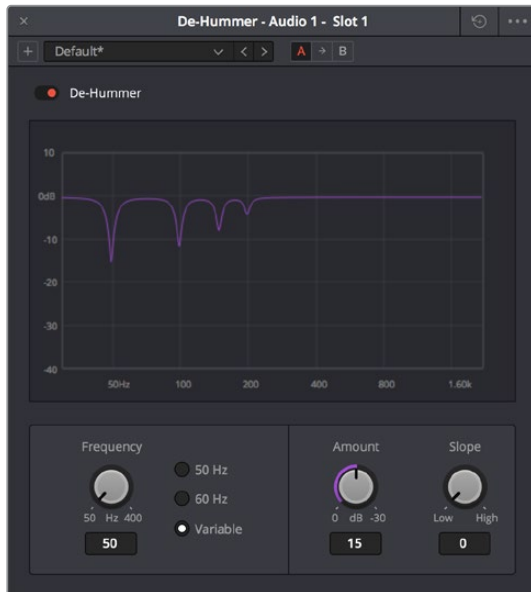 De-Hummer - Audio 1 - Slot 1
Default*
A
B
De-Hummer
10
0dB
-10
-20
-30
-40
50Hz 100 200 400 800 1.60k
Frequency
50 Hz 400
50
50 Hz
60 Hz
Variable
Amount
0 dB -30
15
Slope
Low High
0